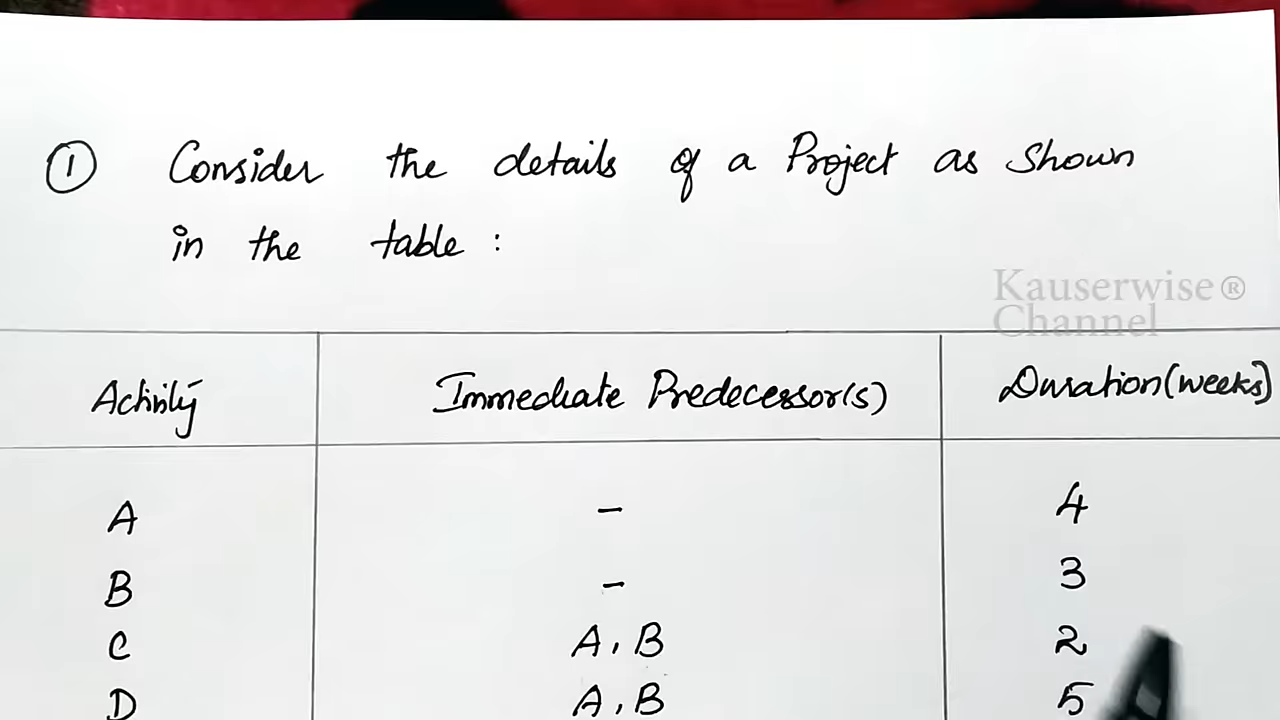 ① Consider the details of a Project as shown
in the table :
Kauserwise®
Channel
Activity Immediate Predecessor(s) Duration(weeks)
A - 4
B - 3
C A, B 2
D A, B 5